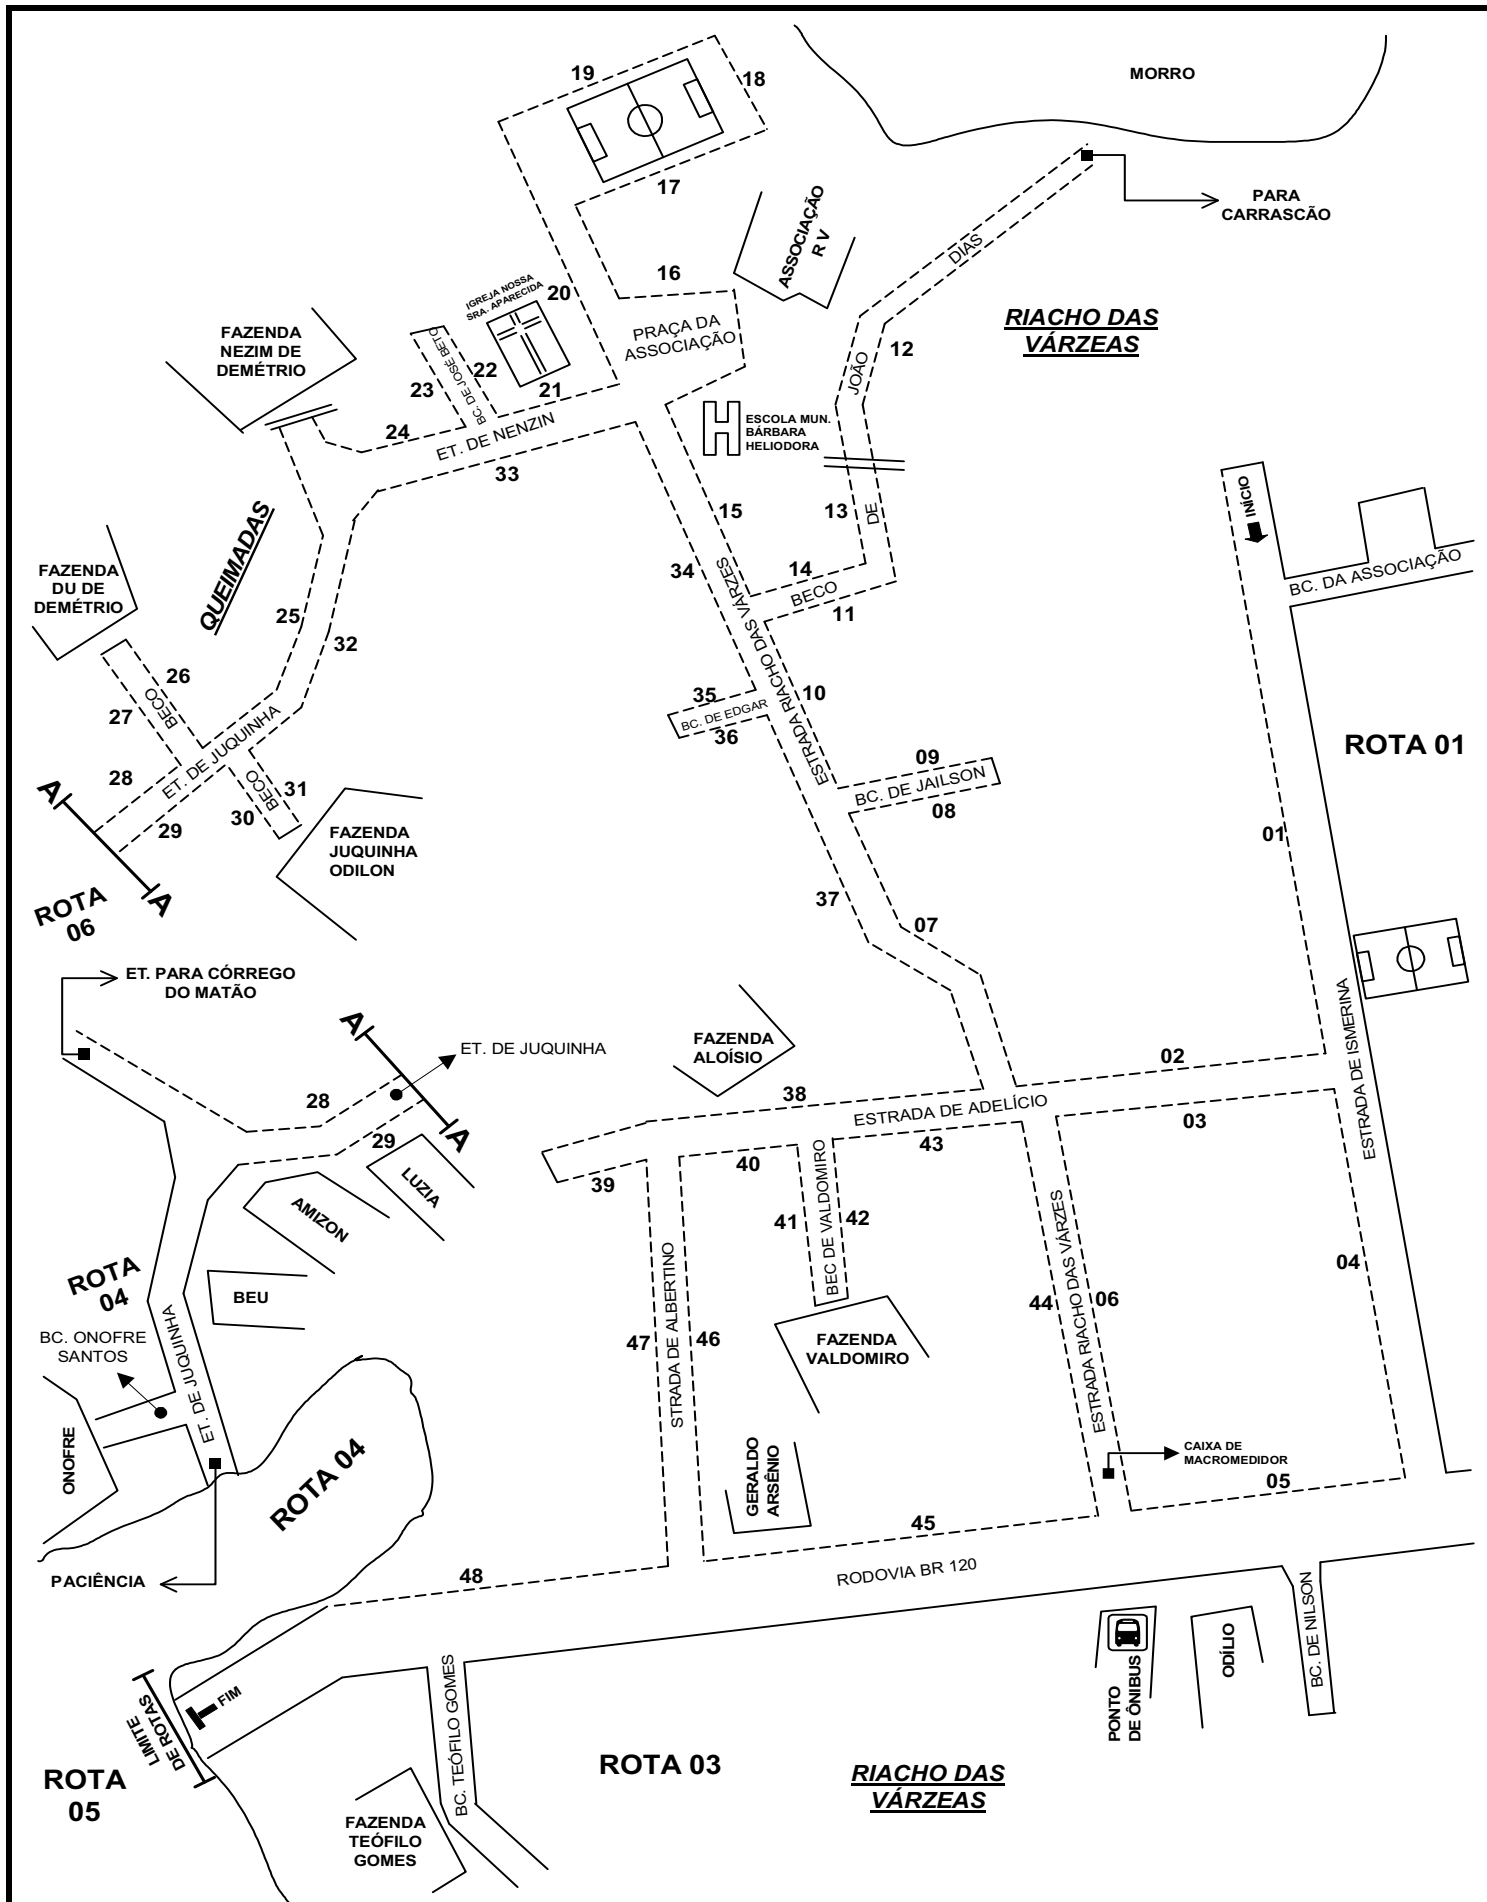 19
18
MORRO
17
PARA
CARRASCÃO
ASSOCIAÇÃO
R V
DIAS
16
IGREJA NOSSA
SRA. APARECIDA
20
RIACHO DAS
VÁRZEAS
FAZENDA
NEZIM DE
DEMÉTRIO
PRAÇA DA
ASSOCIAÇÃO
12
BC. DE JOSÉ BETO
22
JOÃO
23
21
ESCOLA MUN.
BÁRBARA
HELIODORA
24
ET. DE NENZIN
33
INÍCIO
15
13
DE
QUEIMADAS
34
14
BC. DA ASSOCIAÇÃO
FAZENDA
DU DE
DEMÉTRIO
BECO
11
25
32
ESTRADA RIACHO DAS VÁRZES
26
BECO
27
35
10
BC. DE EDGAR
36
ET. DE JUQUINHA
ROTA 01
09
BC. DE JAILSON
08
28
A
BECO
31
30
29
FAZENDA
JUQUINHA
ODILON
01
A
ROTA
06
37
07
ET. PARA CÓRREGO
DO MATÃO
A
ET. DE JUQUINHA
FAZENDA
ALOÍSIO
ESTRADA DE ISMERINA
02
38
28
ESTRADA DE ADELÍCIO
03
A
29
43
40
39
LUZIA
BEC DE VALDOMIRO
41
42
AMIZON
ESTRADA RIACHO DAS VÁRZES
04
ROTA
04
BEU
STRADA DE ALBERTINO
44
06
BC. ONOFRE
SANTOS
47
46
FAZENDA
VALDOMIRO
ET. DE JUQUINHA
ONOFRE
ROTA 04
GERALDO
ARSÊNIO
CAIXA DE
MACROMEDIDOR
05
45
PACIÊNCIA
48
RODOVIA BR 120
BC. DE NILSON
ODÍLIO
PONTO
DE ÔNIBUS
FIM
LIMITE
DE ROTAS
BC. TEÓFILO GOMES
ROTA
05
ROTA 03
RIACHO DAS
VÁRZEAS
FAZENDA
TEÓFILO
GOMES